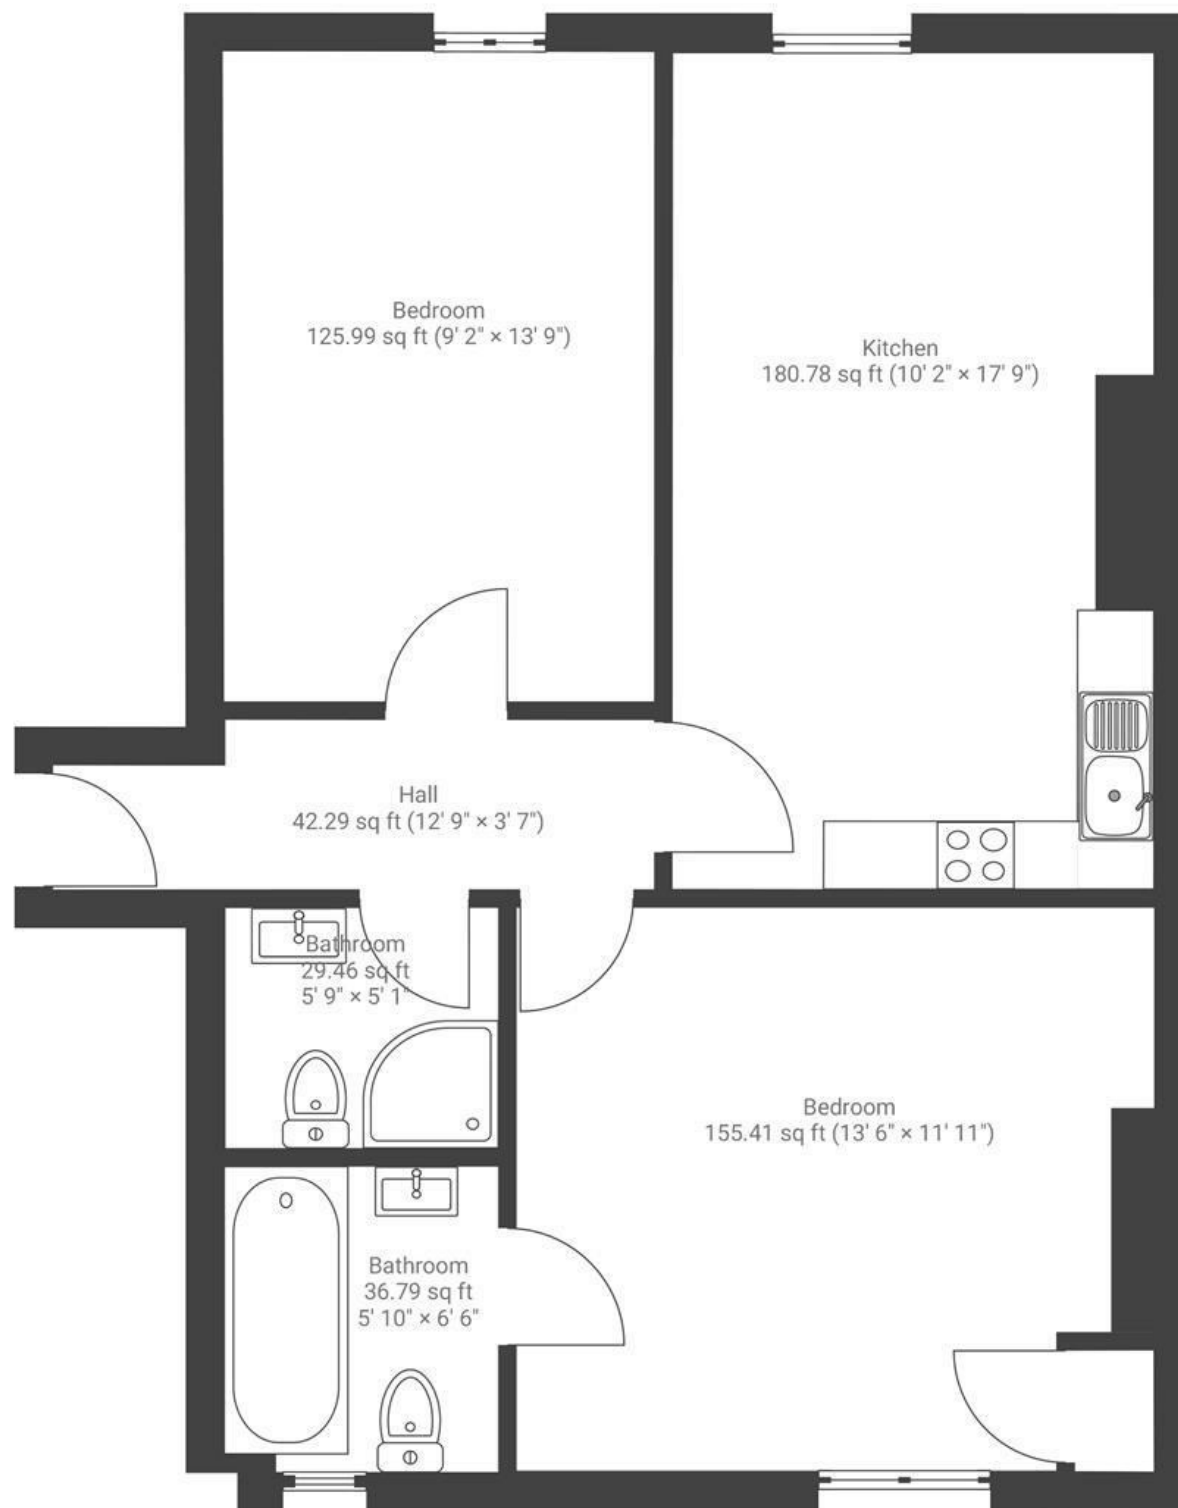 Bedroom
125.99 sq ft (9' 2" × 13' 9")
Kitchen
180.78 sq ft (10' 2" × 17' 9")
Hall
42.29 sq ft (12' 9" × 3' 7")
Bathroom
29.46 sq ft
5' 9" × 5' 1"
Bedroom
155.41 sq ft (13' 6" × 11' 11")
Bathroom
36.79 sq ft
5' 10" × 6' 6"